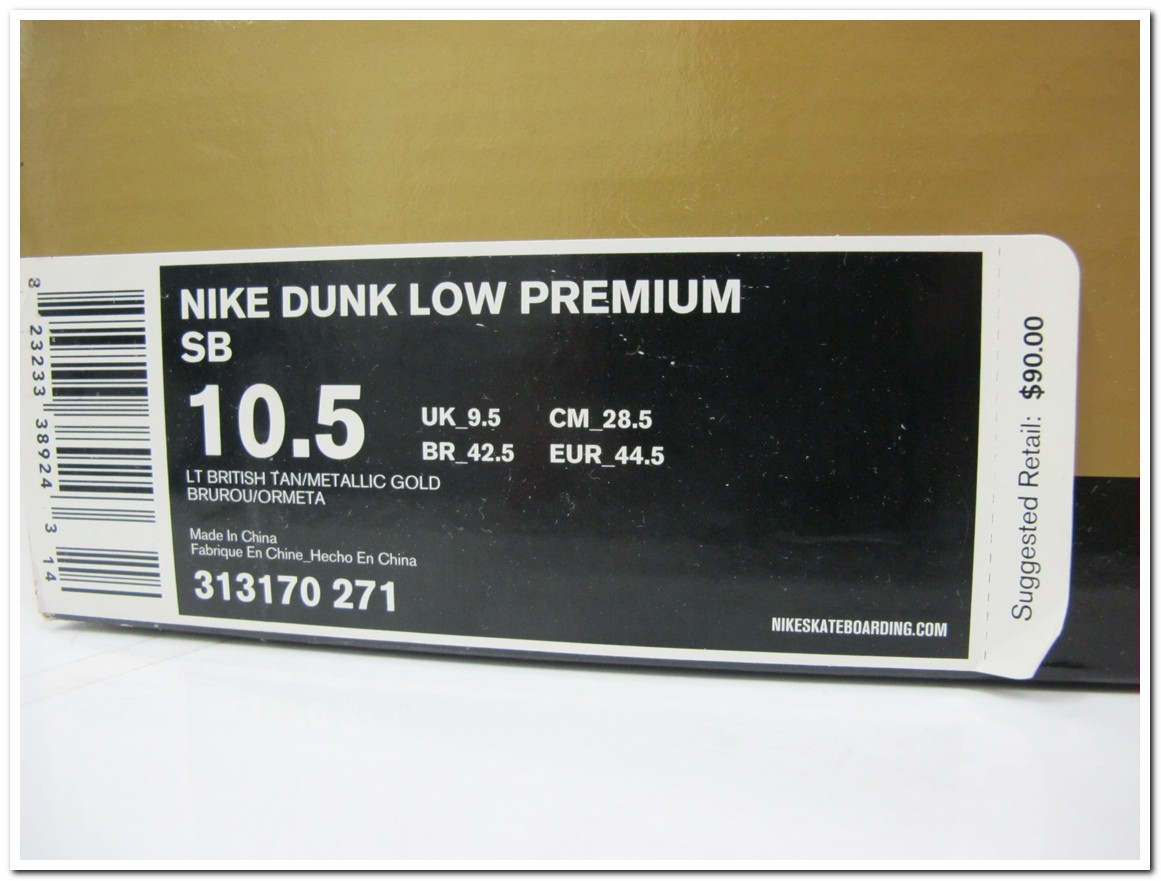 8 23233 38924 3 14
NIKE DUNK LOW PREMIUM
SB
10.5
UK_9.5 CM_28.5
BR_42.5 EUR_44.5
LT BRITISH TAN/METALLIC GOLD
BRUROU/ORMETA
Made In China
Fabrique En Chine_Hecho En China
313170 271
NIKESKATEBOARDING.COM
Suggested Retail: $90.00